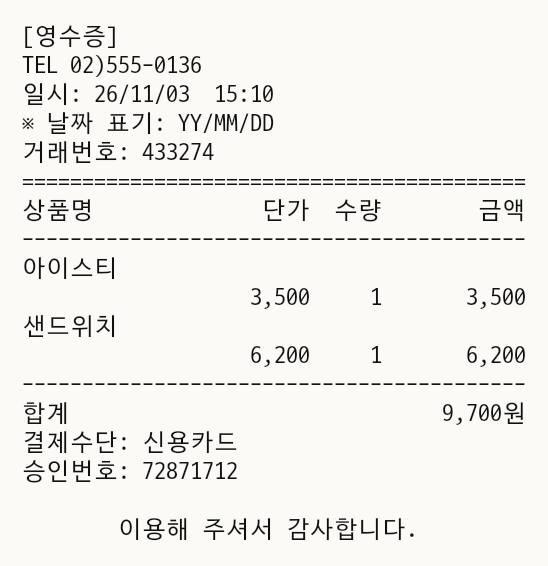 [영수증]
TEL 02)555-0136
일시: 26/11/03  15:10
※ 날짜 표기: YY/MM/DD
거래번호: 433274
==========================================
상품명 단가 수량 금액
------------------------------------------
아이스티
3,500 1 3,500
샌드위치
6,200 1 6,200
------------------------------------------
합계 9,700원
결제수단: 신용카드
승인번호: 72871712
이용해 주셔서 감사합니다.